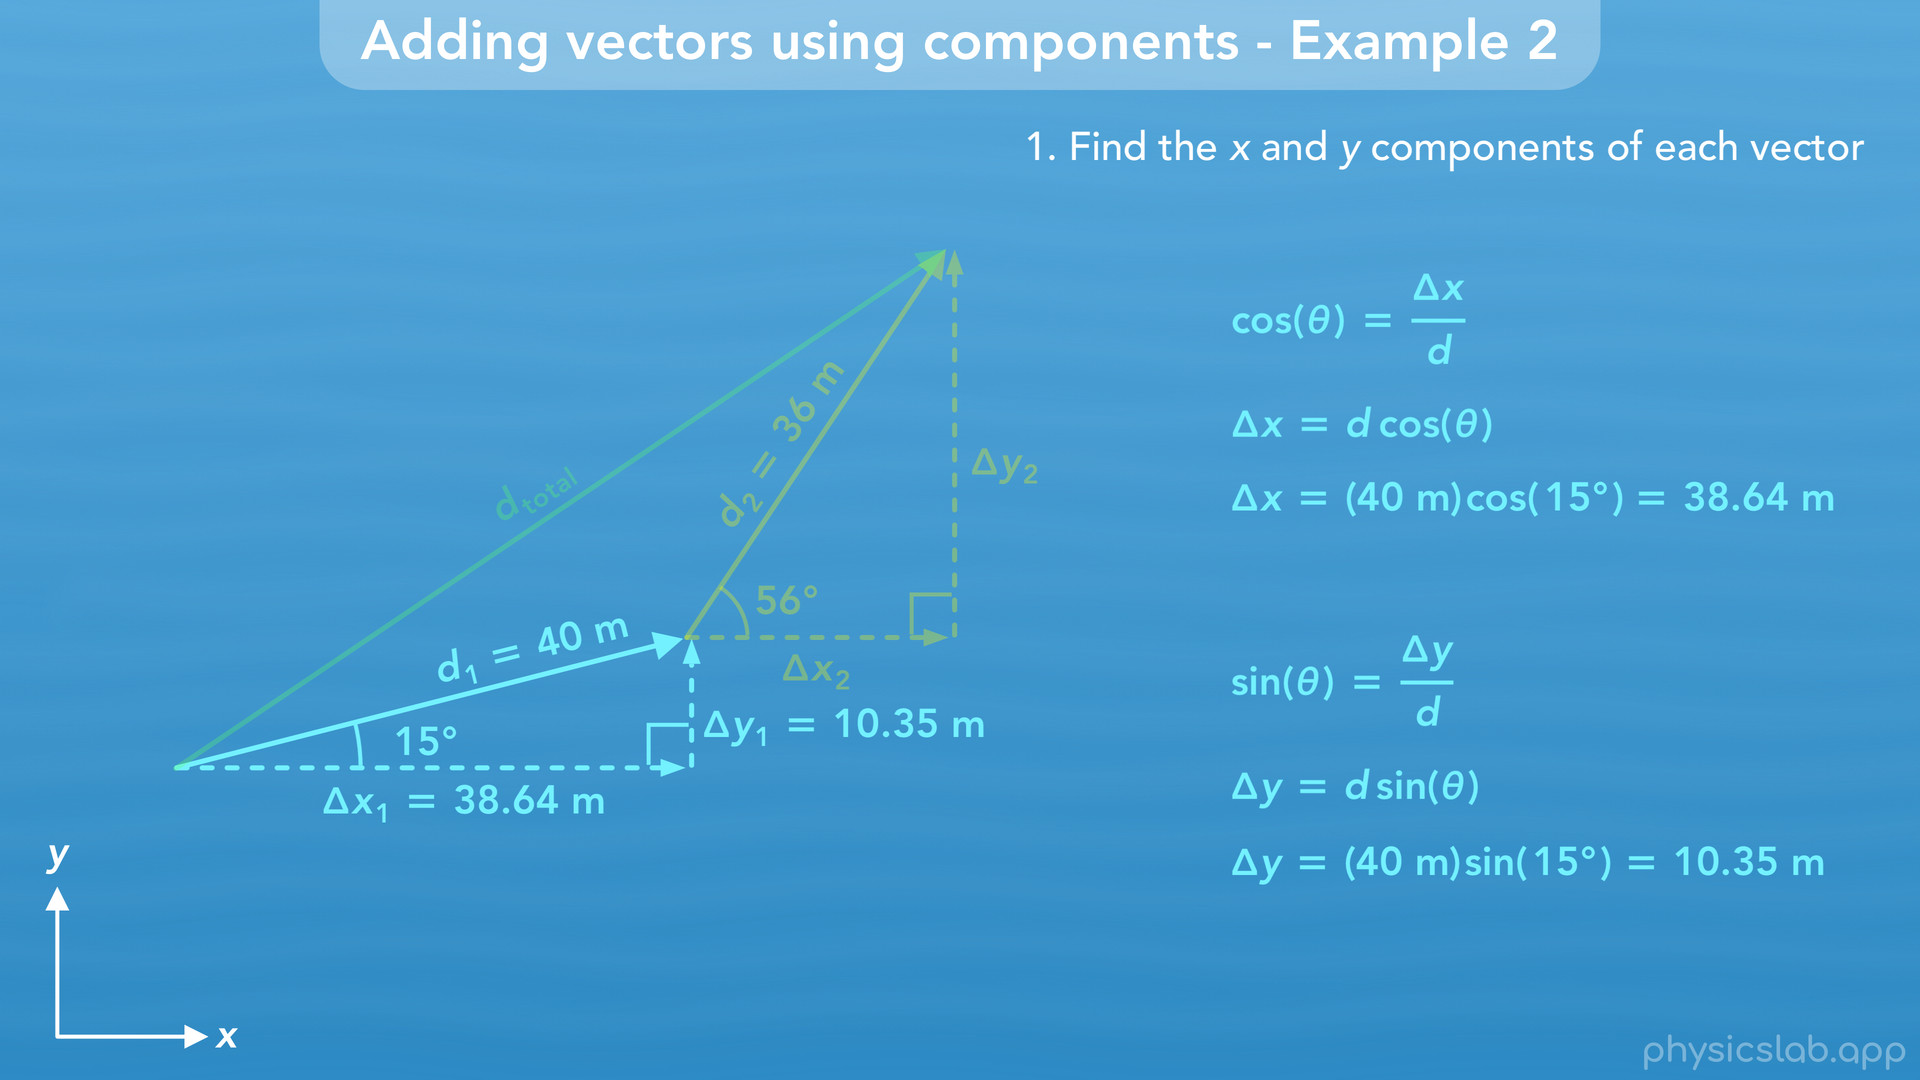 Adding vectors using components - Example 2
1. Find the x and y components of each vector
cos(θ) = Δx/d
Δx = d cos(θ)
Δx = (40 m)cos(15°) = 38.64 m
sin(θ) = Δy/d
Δy = d sin(θ)
Δy = (40 m)sin(15°) = 10.35 m
d_total
d₂ = 36 m
Δy₂
56°
Δx₂
d₁ = 40 m
15°
Δy₁ = 10.35 m
Δx₁ = 38.64 m
y
x
physicslab.app